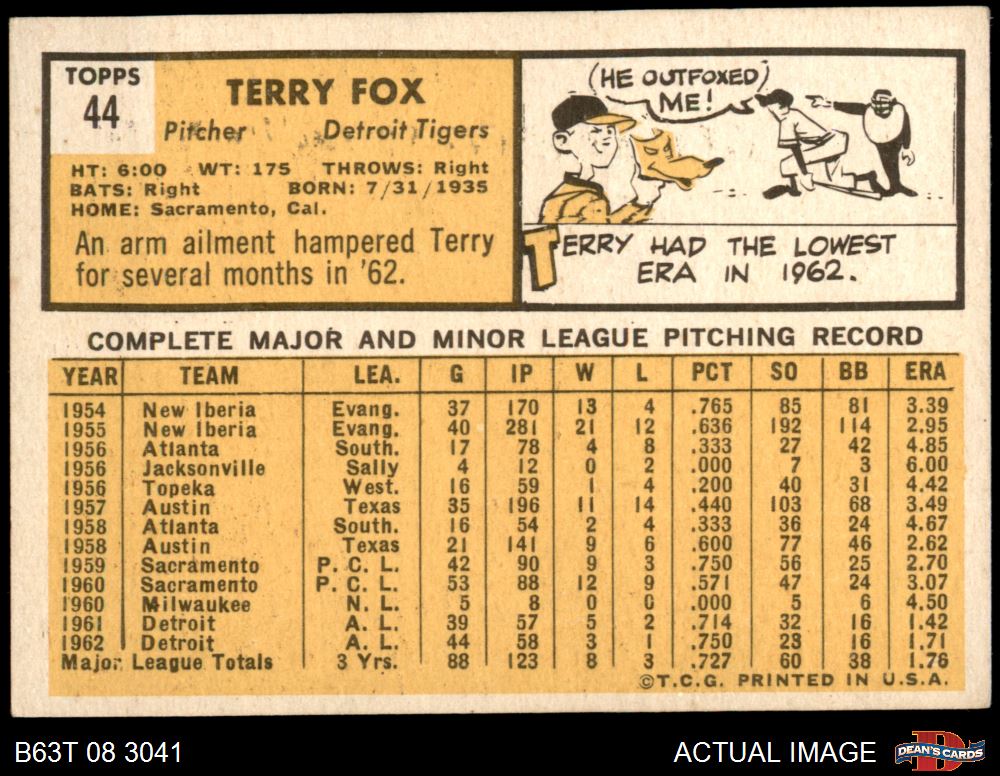 TOPPS
44
TERRY FOX
Pitcher Detroit Tigers
HT: 6:00 WT: 175 THROWS: Right
BATS: Right BORN: 7/31/1935
HOME: Sacramento, Cal.
An arm ailment hampered Terry
for several months in '62.
(HE OUTFOXED)
ME!
TERRY HAD THE LOWEST
ERA IN 1962.
COMPLETE MAJOR AND MINOR LEAGUE PITCHING RECORD
YEAR TEAM LEA. G IP W L PCT SO BB ERA
1954 New Iberia Evang. 37 170 13 4 .765 85 81 3.39
1955 New Iberia Evang. 40 281 21 12 .636 192 114 2.95
1956 Atlanta South. 17 78 4 8 .333 27 42 4.85
1956 Jacksonville Sally 4 12 0 2 .000 7 3 6.00
1956 Topeka West. 16 59 1 4 .200 40 31 4.42
1957 Austin Texas 35 196 11 14 .440 103 68 3.49
1958 Atlanta South. 16 54 2 4 .333 36 24 4.67
1958 Austin Texas 21 141 9 6 .600 77 46 2.62
1959 Sacramento P. C. L. 42 90 9 3 .750 56 25 2.70
1960 Sacramento P. C. L. 53 88 12 9 .571 47 24 3.07
1960 Milwaukee N. L. 5 8 0 0 .000 5 6 4.50
1961 Detroit A. L. 39 57 5 2 .714 32 16 1.42
1962 Detroit A. L. 44 58 3 1 .750 23 16 1.71
Major League Totals 3 Yrs. 88 123 8 3 .727 60 38 1.76
©T.C.G. PRINTED IN U.S.A.
B63T 08 3041 ACTUAL IMAGE DEAN'S CARDS